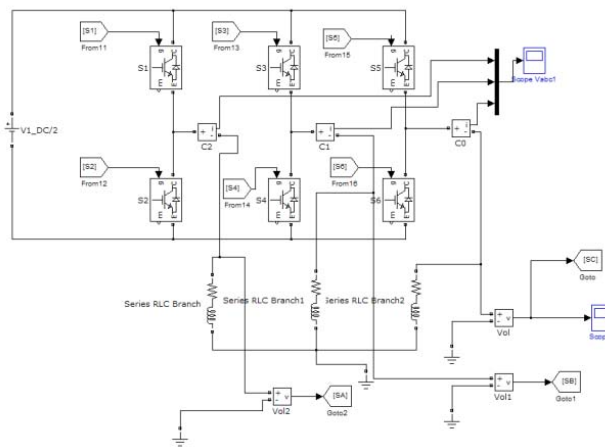 [S1]
From11
[S3]
From13
[S5]
From15
g C
S1
E
g C
S3
E
g C
S5
E
Scope Vabc1
V1_DC/2
+ i -
C2
+ i -
C1
+ i -
C0
[S2]
From12
[S4]
From14
[S6]
From16
g C
S2
E
g C
S4
E
g C
S6
E
Series RLC Branch
Series RLC Branch1
Series RLC Branch2
[SC]
Goto
+ v -
Vol
Scope
+ v -
Vol2
[SA]
Goto2
+ v -
Vol1
[SB]
Goto1